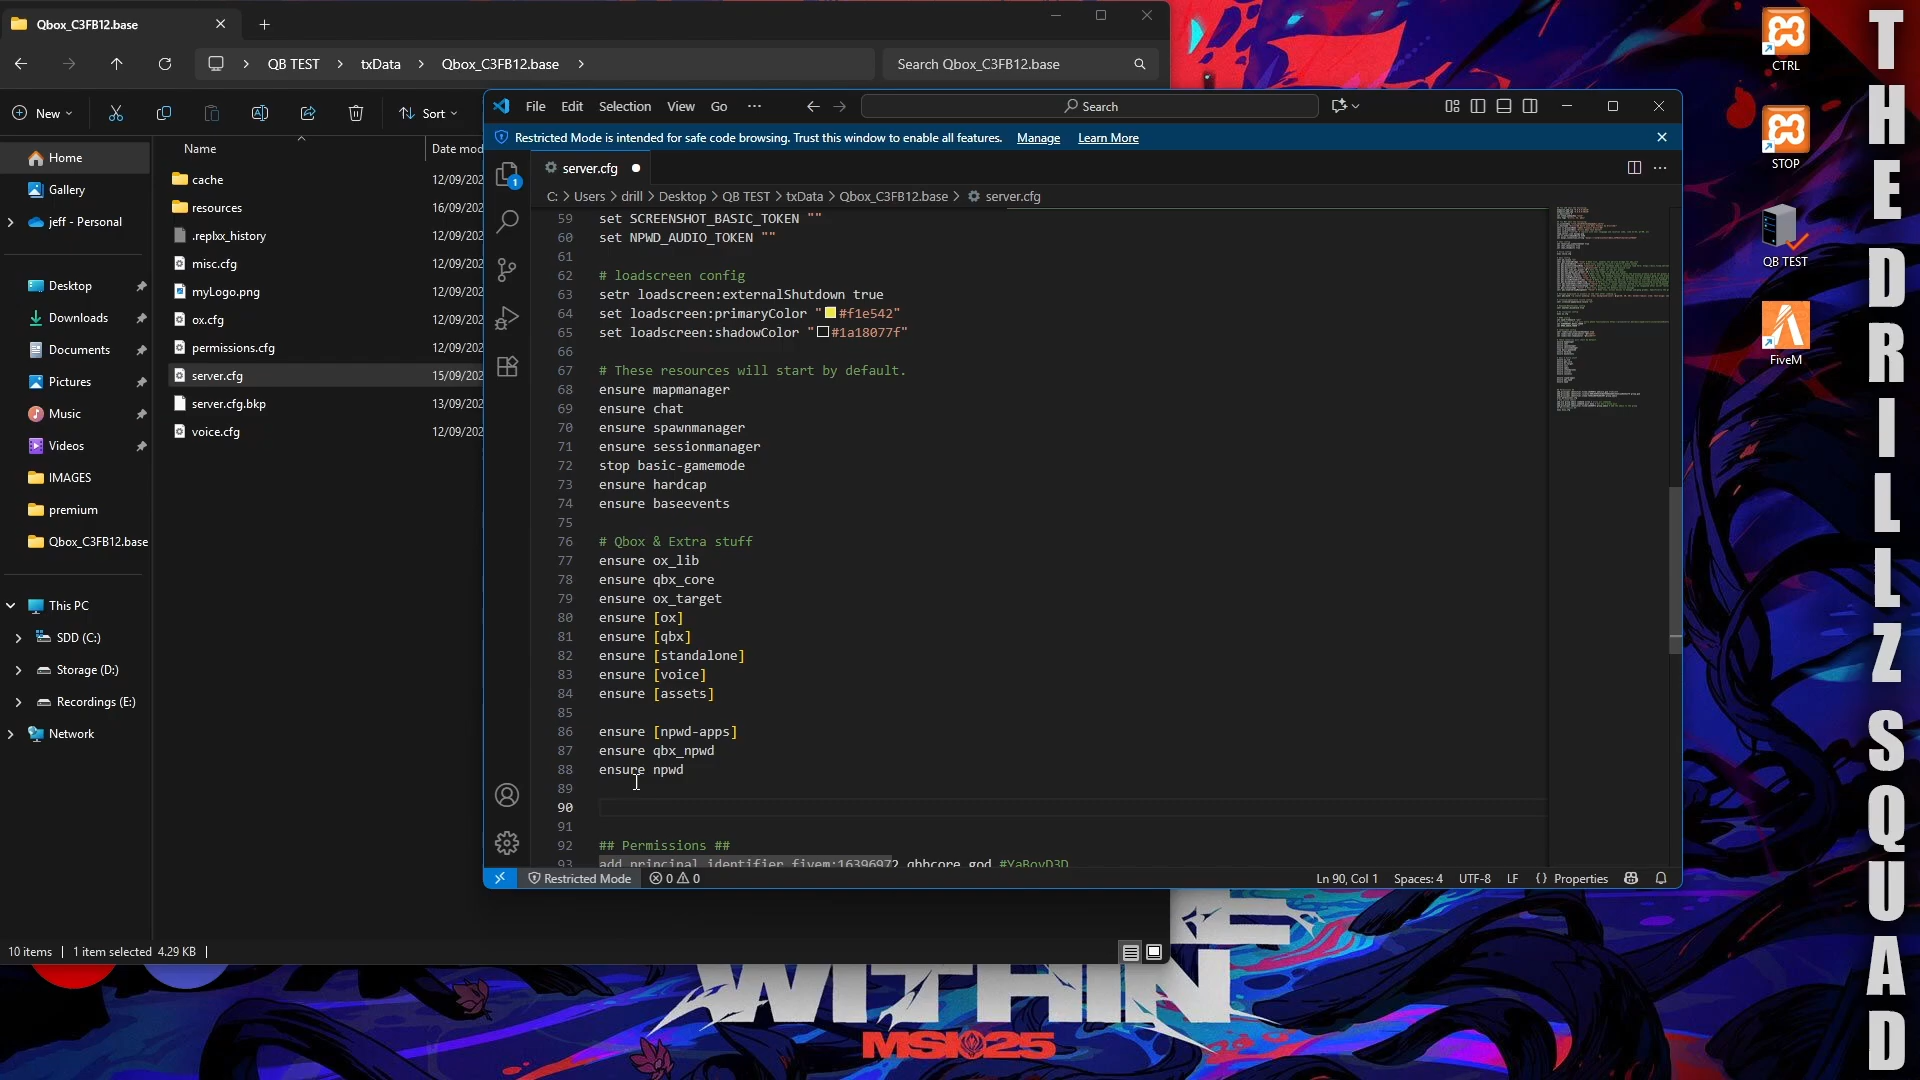 Qbox_C3FB12.base
QB TEST
txData
Qbox_C3FB12.base
Search Qbox_C3FB12.base
New
Sort
Name
Date mod
Home
Gallery
jeff - Personal
Desktop
Downloads
Documents
Pictures
Music
Videos
IMAGES
premium
Qbox_C3FB12.base
This PC
SDD (C:)
Storage (D:)
Recordings (E:)
Network
cache 12/09/202
resources 16/09/202
.replxx_history 12/09/202
misc.cfg 12/09/202
myLogo.png 12/09/202
ox.cfg 12/09/202
permissions.cfg 12/09/202
server.cfg 15/09/202
server.cfg.bkp 13/09/202
voice.cfg 12/09/202
10 items 1 item selected 4.29 KB
File Edit Selection View Go
Search
Restricted Mode is intended for safe code browsing. Trust this window to enable all features. Manage Learn More
1
server.cfg
C: > Users > drill > Desktop > QB TEST > txData > Qbox_C3FB12.base > server.cfg
59 set SCREENSHOT_BASIC_TOKEN ""
60 set NPWD_AUDIO_TOKEN ""
61
62 # loadscreen config
63 setr loadscreen:externalShutdown true
64 set loadscreen:primaryColor "#f1e542"
65 set loadscreen:shadowColor "#1a18077f"
66
67 # These resources will start by default.
68 ensure mapmanager
69 ensure chat
70 ensure spawnmanager
71 ensure sessionmanager
72 stop basic-gamemode
73 ensure hardcap
74 ensure baseevents
75
76 # Qbox & Extra stuff
77 ensure ox_lib
78 ensure qbx_core
79 ensure ox_target
80 ensure [ox]
81 ensure [qbx]
82 ensure [standalone]
83 ensure [voice]
84 ensure [assets]
85
86 ensure [npwd-apps]
87 ensure qbx_npwd
88 ensure npwd
89
90
91
92 ## Permissions ##
93 add_principal identifier.fivem:16396972 qbbcore.god #YaBoyD3D
Restricted Mode
0 0
Ln 90, Col 1 Spaces: 4 UTF-8 LF {} Properties
CTRL
STOP
QB TEST
FiveM
THE DRILLZ SQUAD
WITHIN
MSI25